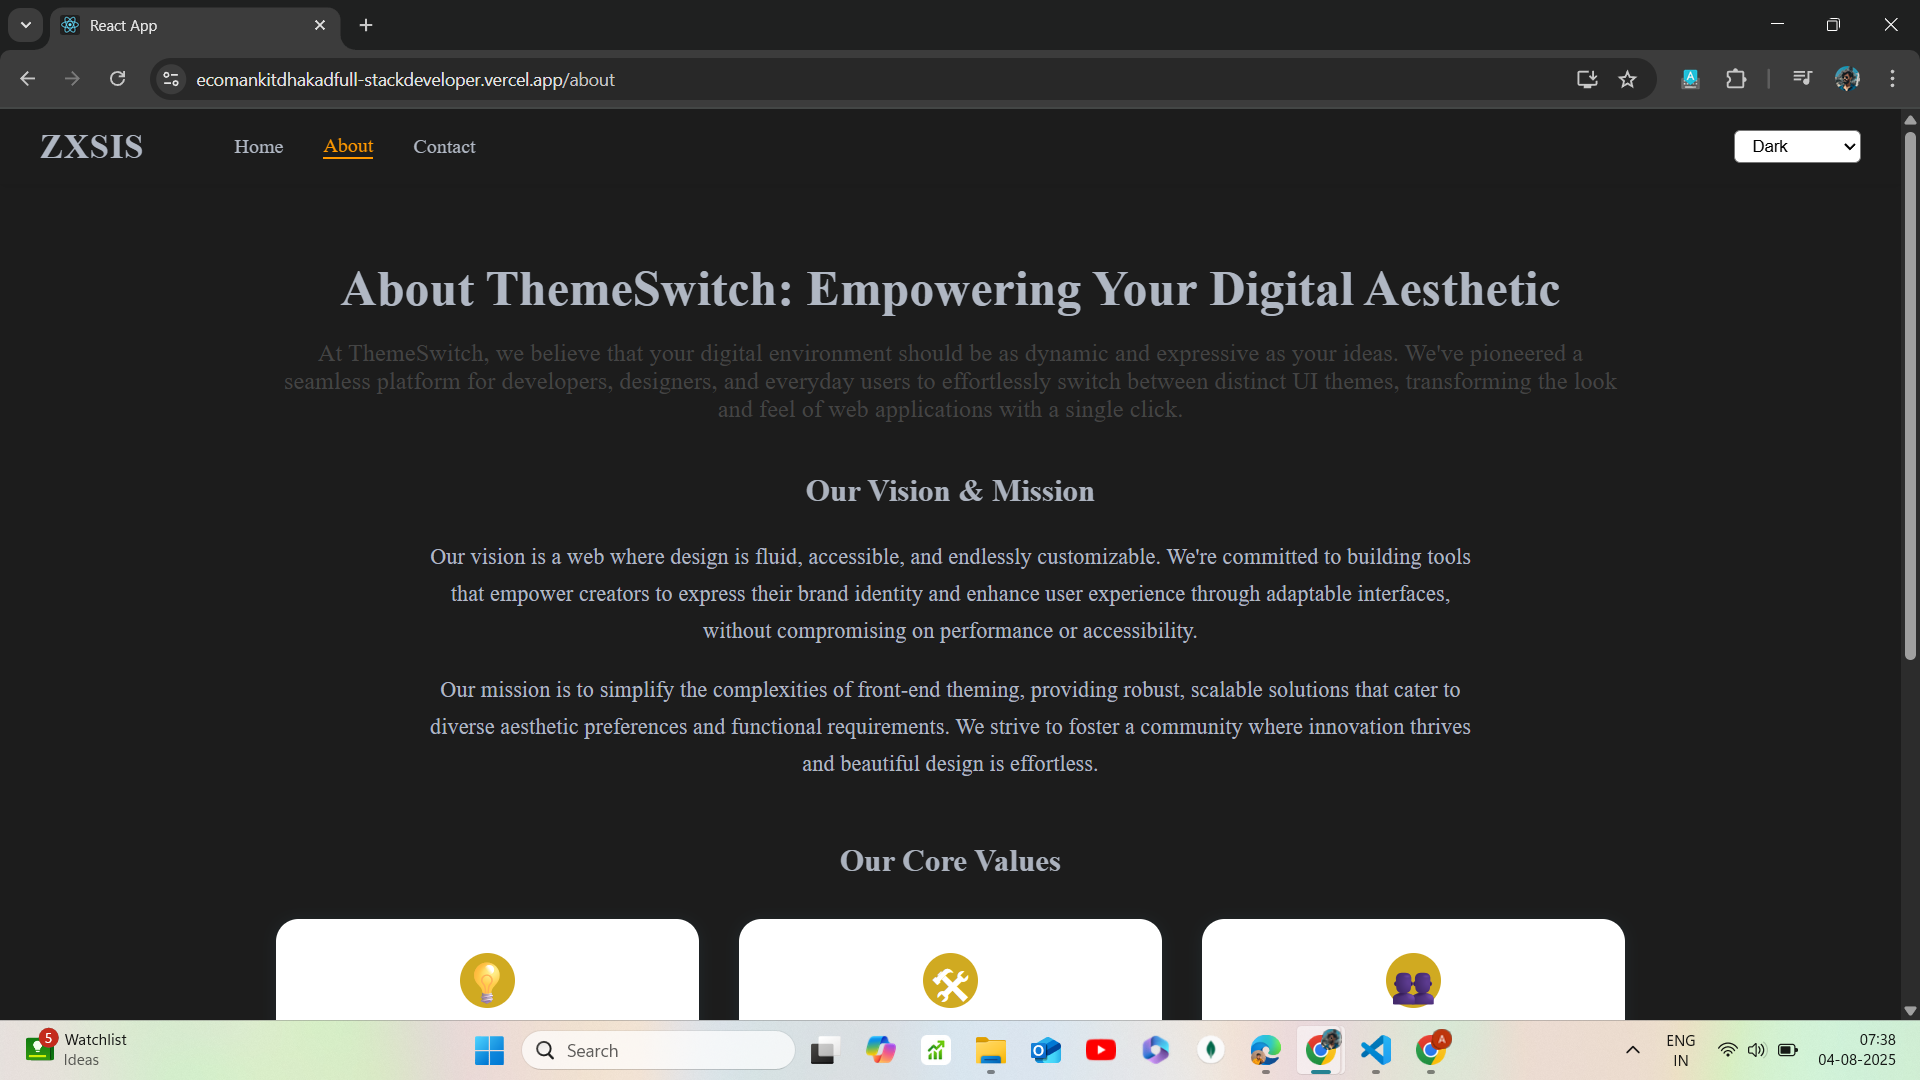 React App
ecomankitdhakadfull-stackdeveloper.vercel.app/about
ZXSIS
Home
About
Contact
Dark
About ThemeSwitch: Empowering Your Digital Aesthetic
At ThemeSwitch, we believe that your digital environment should be as dynamic and expressive as your ideas. We've pioneered a
seamless platform for developers, designers, and everyday users to effortlessly switch between distinct UI themes, transforming the look
and feel of web applications with a single click.
Our Vision & Mission
Our vision is a web where design is fluid, accessible, and endlessly customizable. We're committed to building tools
that empower creators to express their brand identity and enhance user experience through adaptable interfaces,
without compromising on performance or accessibility.
Our mission is to simplify the complexities of front-end theming, providing robust, scalable solutions that cater to
diverse aesthetic preferences and functional requirements. We strive to foster a community where innovation thrives
and beautiful design is effortless.
Our Core Values
5
Watchlist
Ideas
Search
A
ENG
IN
07:38
04-08-2025